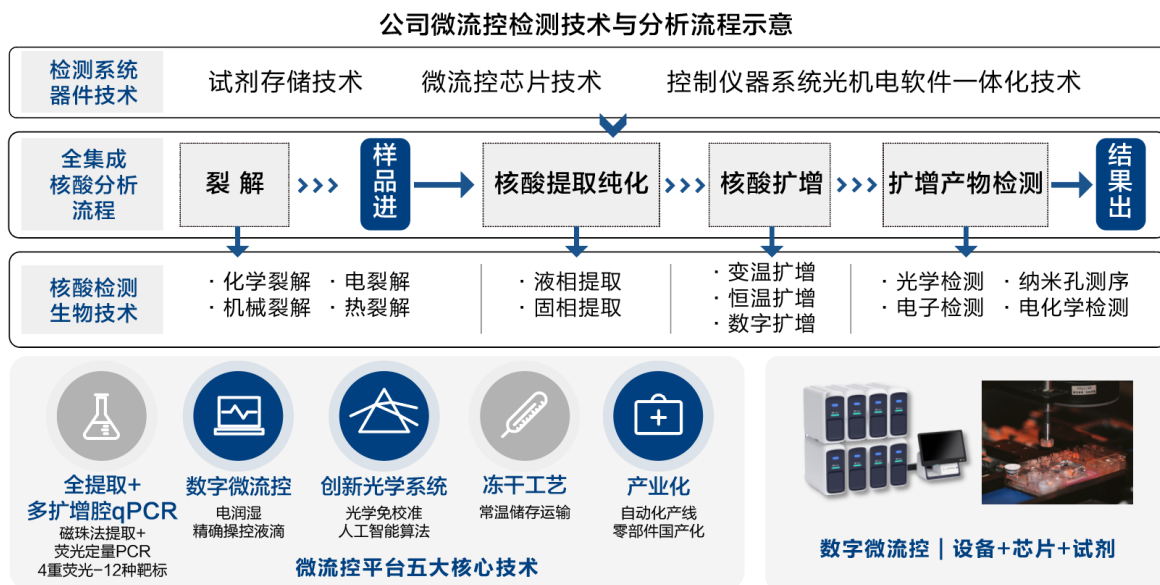 公司微流控检测技术与分析流程示意
检测系统
器件技术
试剂存储技术
微流控芯片技术
控制仪器系统光机电软件一体化技术
全集成
核酸分析
流程
裂解
样品进
核酸提取纯化
核酸扩增
扩增产物检测
结果出
核酸检测
生物技术
· 化学裂解 · 电裂解
· 机械裂解 · 热裂解
· 液相提取
· 固相提取
· 变温扩增
· 恒温扩增
· 数字扩增
· 光学检测 · 纳米孔测序
· 电子检测 · 电化学检测
全提取+
多扩增腔qPCR
磁珠法提取+
荧光定量PCR
4重荧光-12种靶标
数字微流控
电润湿
精确操控液滴
创新光学系统
光学免校准
人工智能算法
冻干工艺
常温储存运输
产业化
自动化产线
零部件国产化
微流控平台五大核心技术
数字微流控 | 设备+芯片+试剂